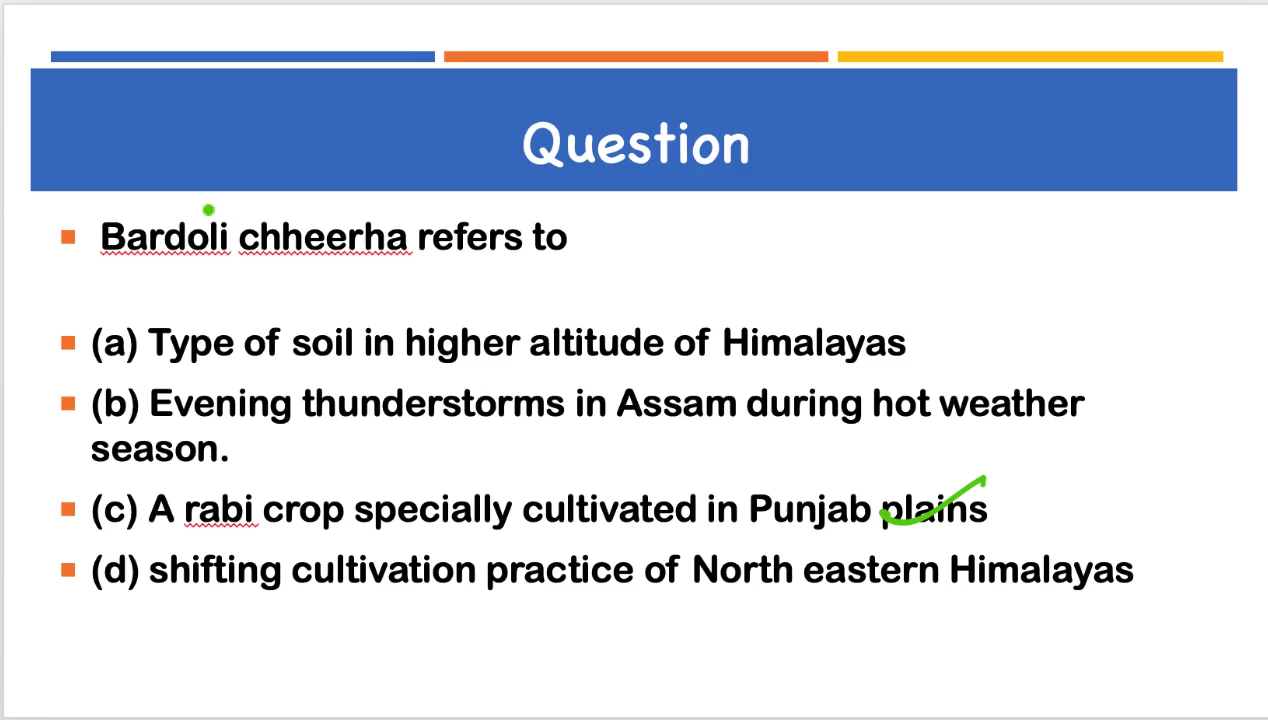 Question
Bardoli chheerha refers to
(a) Type of soil in higher altitude of Himalayas
(b) Evening thunderstorms in Assam during hot weather
season.
(c) A rabi crop specially cultivated in Punjab plains
(d) shifting cultivation practice of North eastern Himalayas